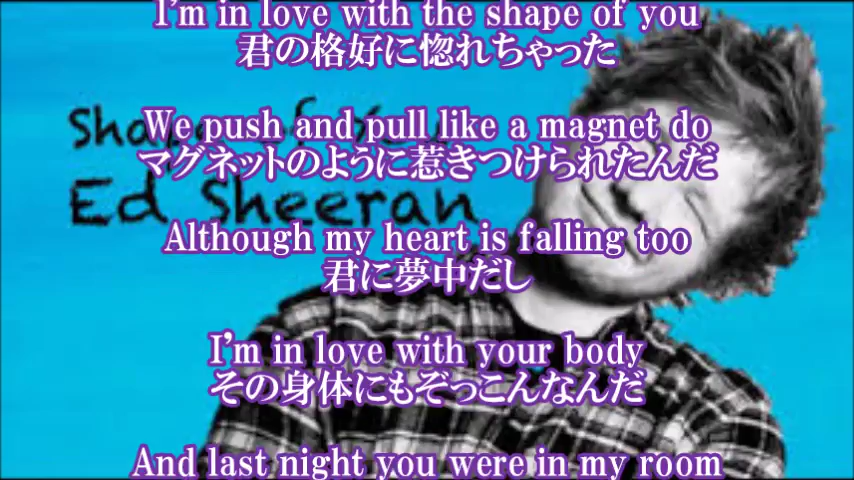 I'm in love with the shape of you
君の格好に惚れちゃった
We push and pull like a magnet do
マグネットのように惹きつけられたんだ
Ed Sheeran
Although my heart is falling too
君に夢中だし
I'm in love with your body
その身体にもぞっこんなんだ
And last night you were in my room